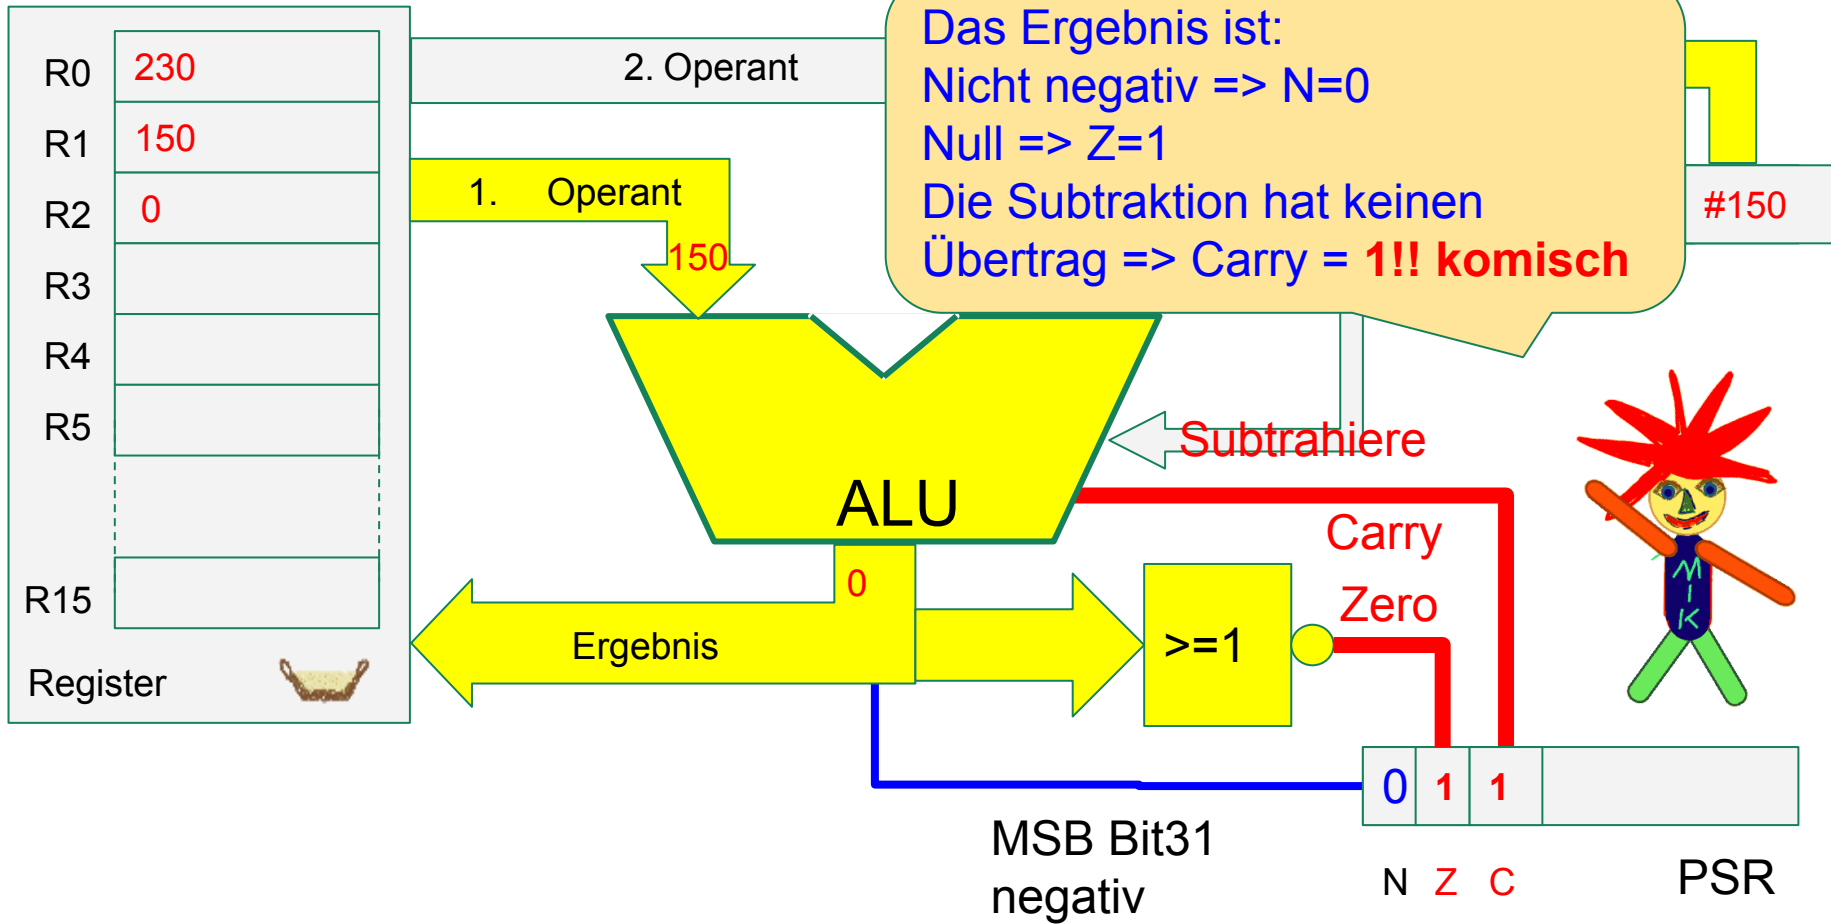 Das Ergebnis ist:
Nicht negativ => N=0
Null => Z=1
Die Subtraktion hat keinen
Übertrag => Carry = 1!! komisch
R0 230
2. Operant
R1 150
1. Operant
R2 0
#150
150
R3
R4
R5
Subtrahiere
ALU
Carry
R15
0
Zero
Ergebnis
>=1
Register
MIK
0 1 1
MSB Bit31
negativ
N Z C
PSR